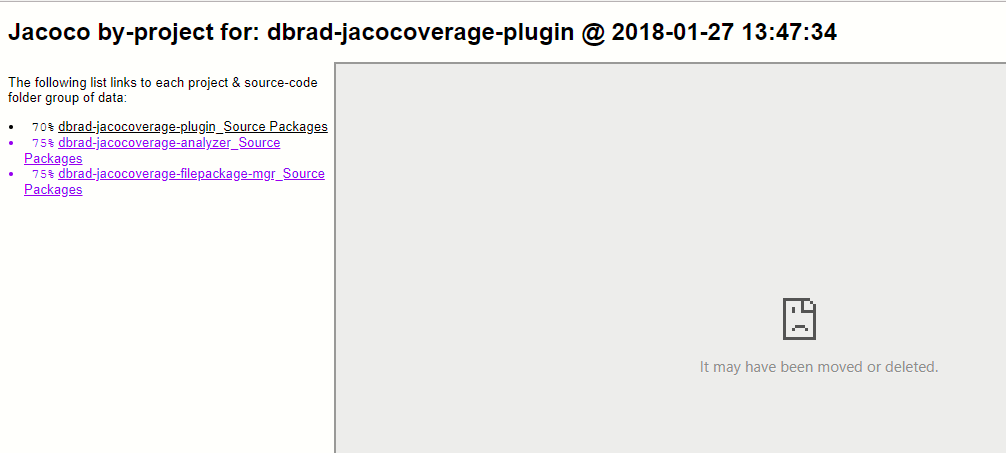 Jacoco by-project for: dbrad-jacocoverage-plugin @ 2018-01-27 13:47:34
The following list links to each project & source-code
folder group of data:
• 70% dbrad-jacocoverage-plugin_Source Packages
• 75% dbrad-jacocoverage-analyzer_Source
Packages
• 75% dbrad-jacocoverage-filepackage-mgr_Source
Packages
It may have been moved or deleted.